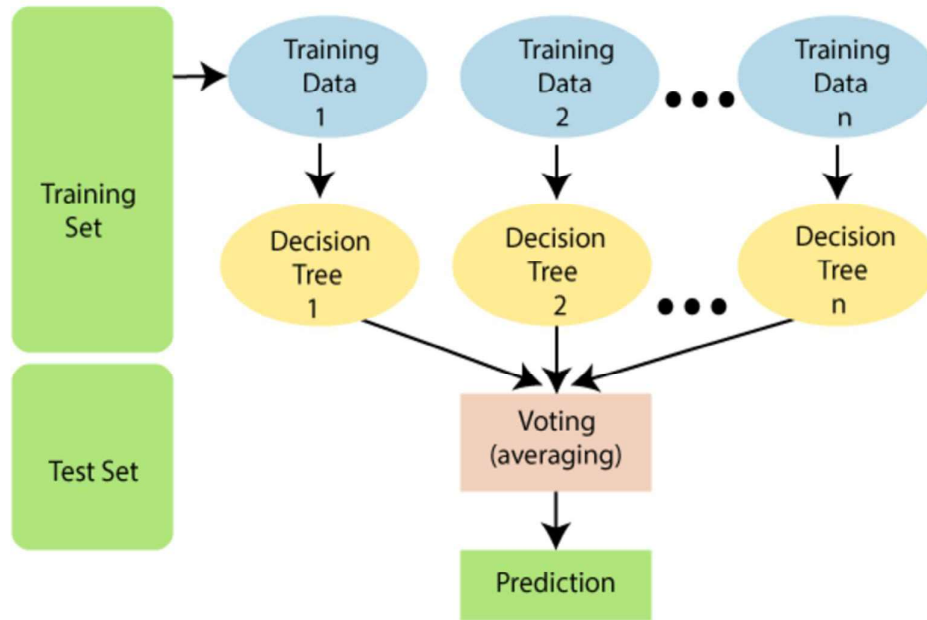 Training
Set
Test Set
Training
Data
1
Training
Data
2
Training
Data
n
Decision
Tree
1
Decision
Tree
2
Decision
Tree
n
Voting
(averaging)
Prediction